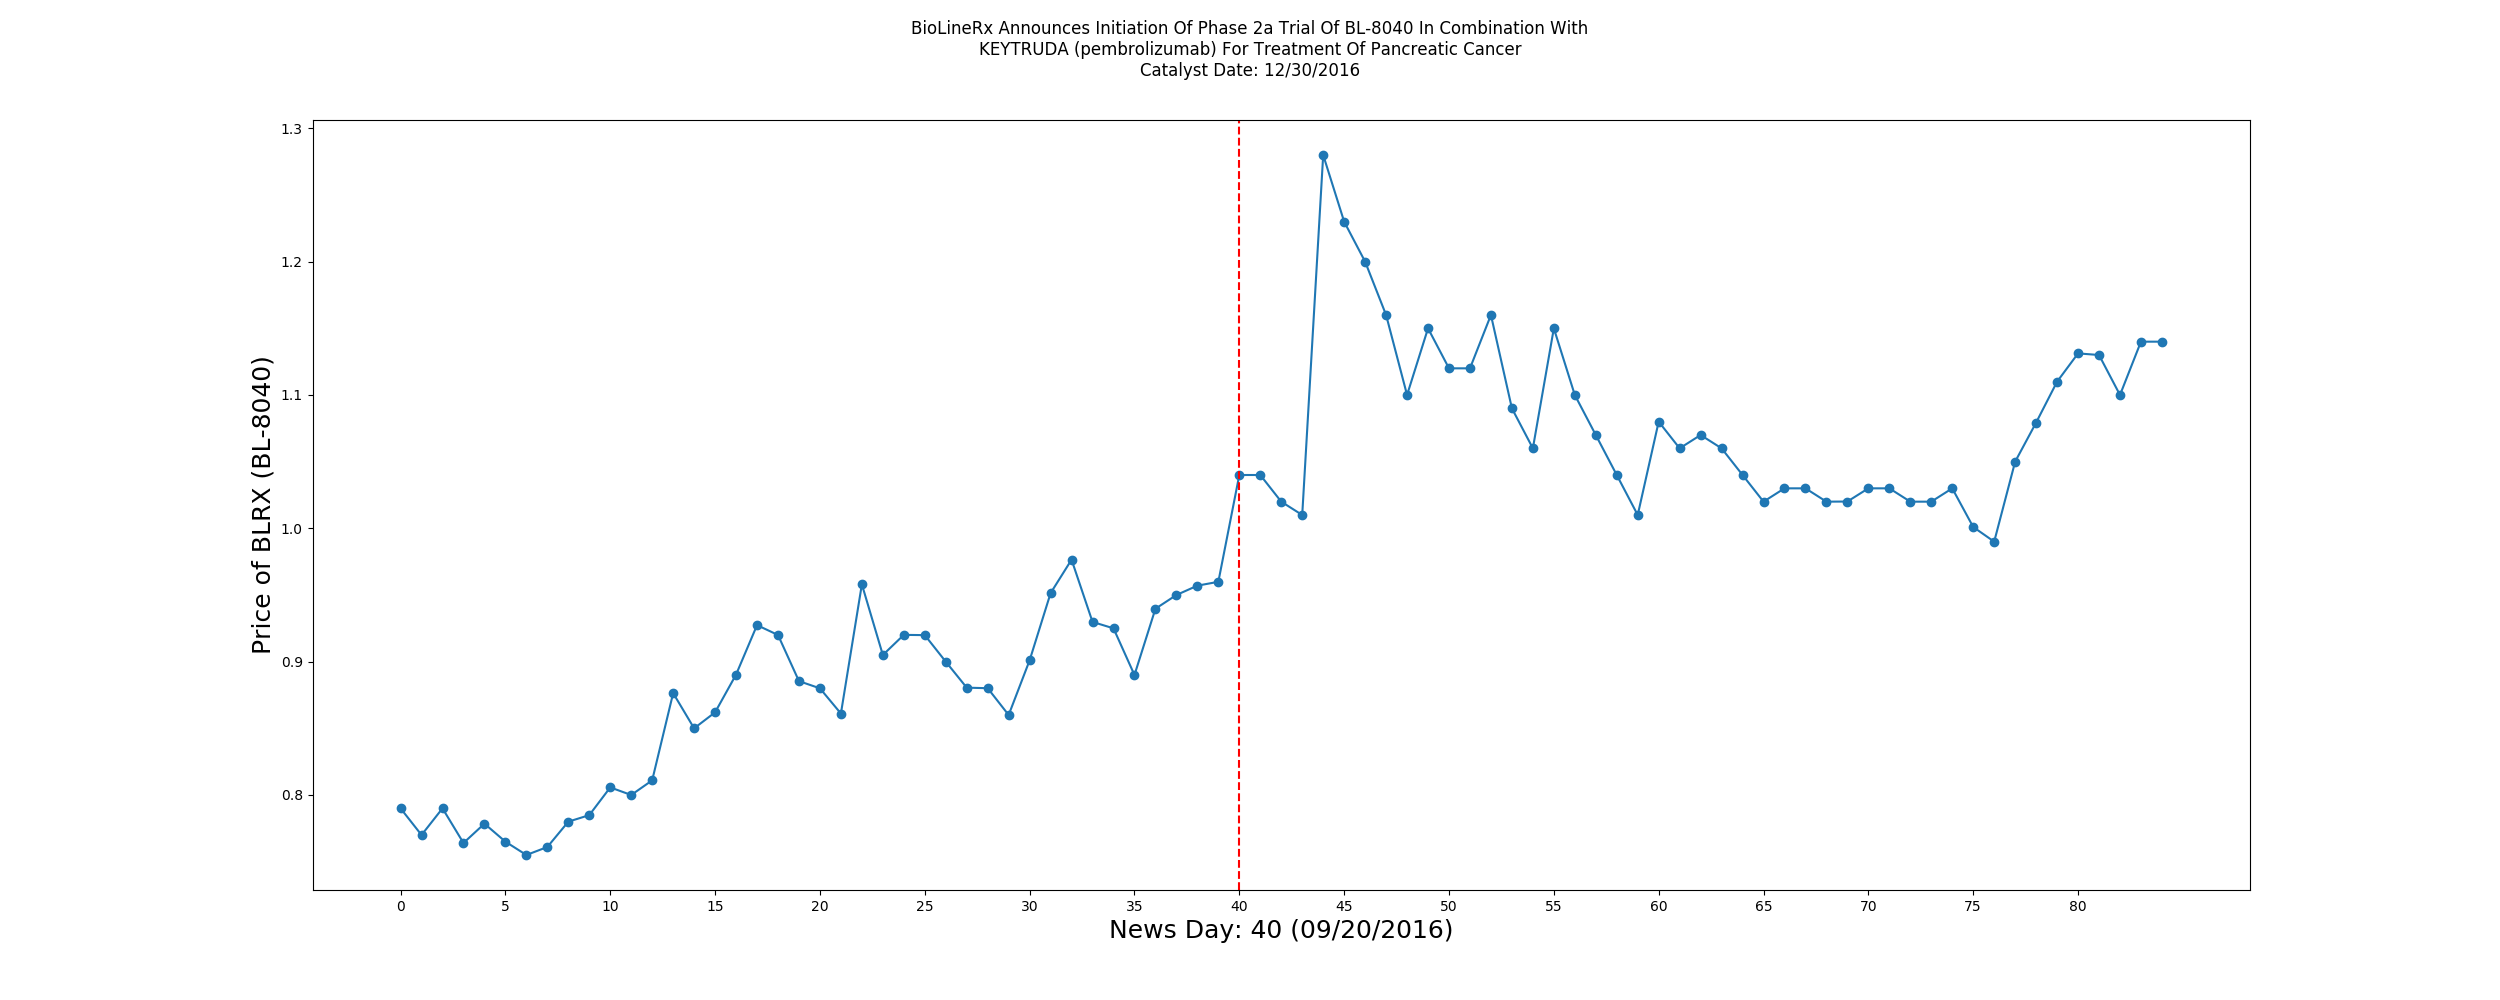 BioLineRx Announces Initiation Of Phase 2a Trial Of BL-8040 In Combination With
KEYTRUDA (pembrolizumab) For Treatment Of Pancreatic Cancer
Catalyst Date: 12/30/2016
1.3
1.2
1.1
1.0
0.9
0.8
Price of BLRX (BL-8040)
0 5 10 15 20 25 30 35 40 45 50 55 60 65 70 75 80
News Day: 40 (09/20/2016)